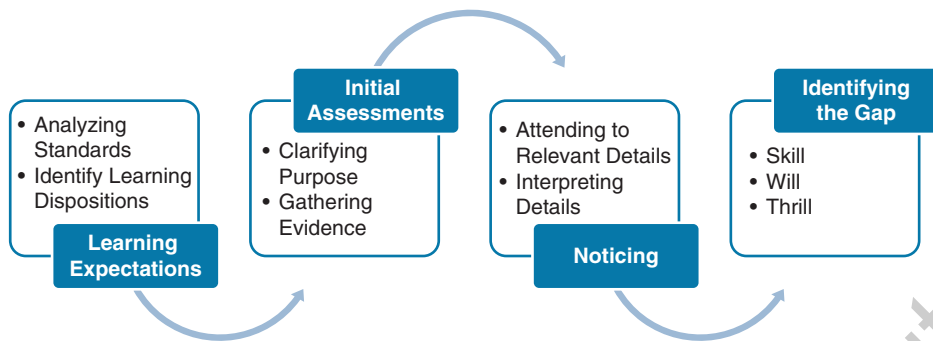 • Analyzing
Standards
• Identify Learning
Dispositions
Learning
Expectations
Initial
Assessments
• Clarifying
Purpose
• Gathering
Evidence
• Attending to
Relevant Details
• Interpreting
Details
Noticing
Identifying
the Gap
• Skill
• Will
• Thrill